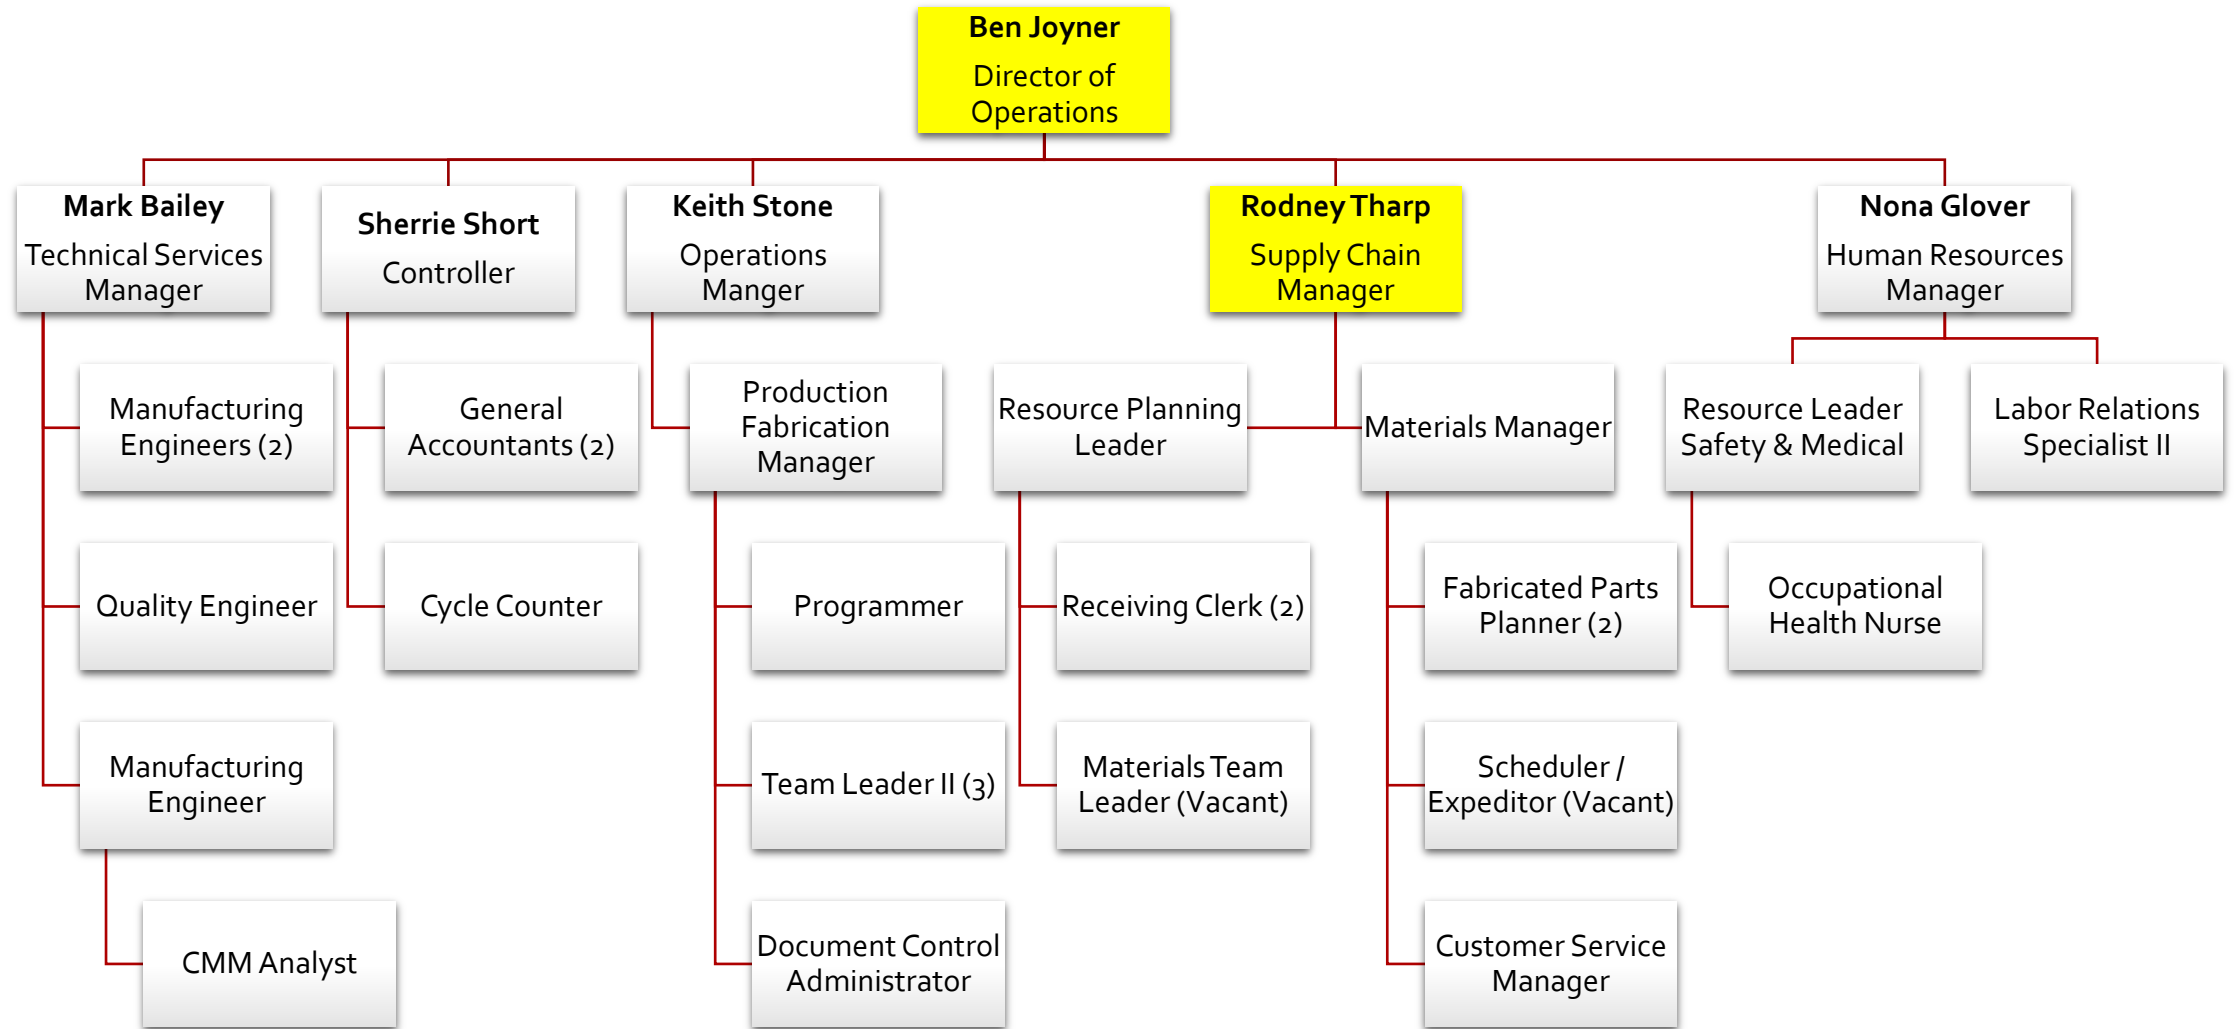 Ben Joyner
Director of
Operations
Mark Bailey
Technical Services
Manager
Sherrie Short
Controller
Keith Stone
Operations
Manger
Rodney Tharp
Supply Chain
Manager
Nona Glover
Human Resources
Manager
Manufacturing
Engineers (2)
General
Accountants (2)
Production
Fabrication
Manager
Resource Planning
Leader
Materials Manager
Resource Leader
Safety & Medical
Labor Relations
Specialist II
Quality Engineer
Cycle Counter
Programmer
Receiving Clerk (2)
Fabricated Parts
Planner (2)
Occupational
Health Nurse
Manufacturing
Engineer
Team Leader II (3)
Materials Team
Leader (Vacant)
Scheduler /
Expeditor (Vacant)
CMM Analyst
Document Control
Administrator
Customer Service
Manager